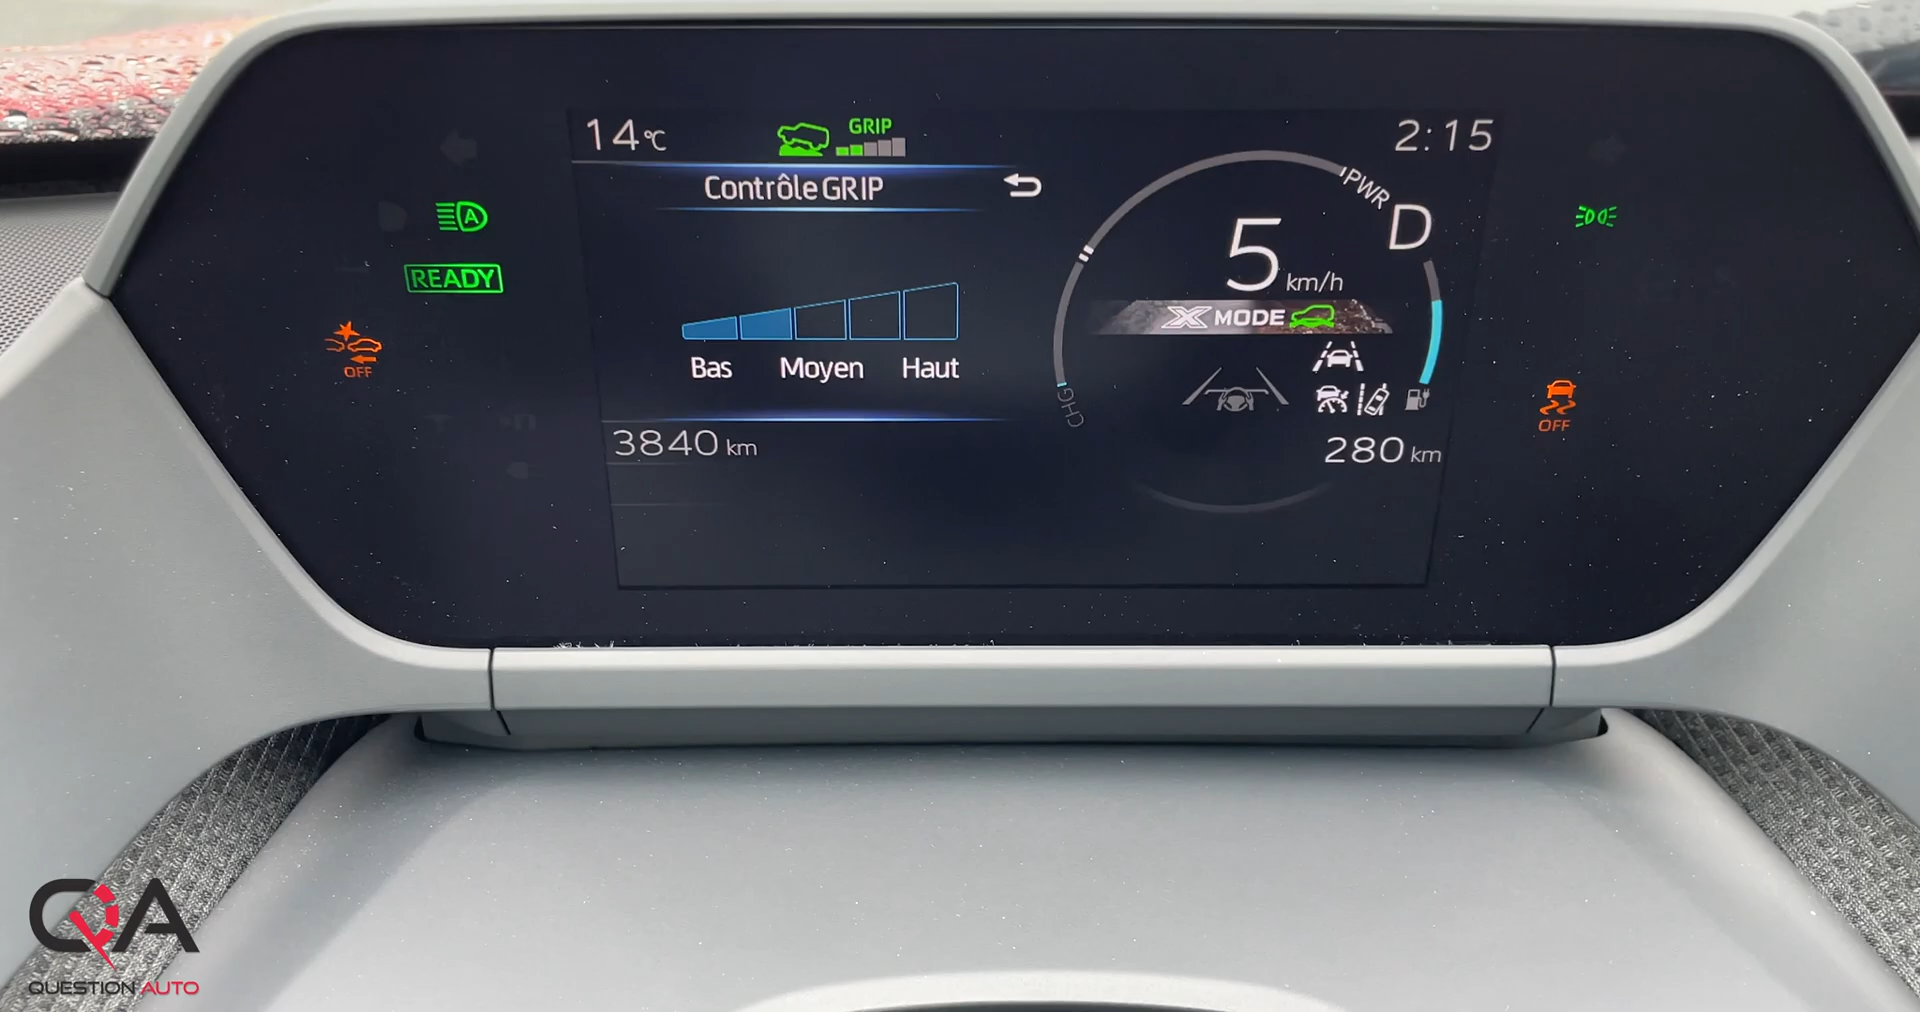 14°C
GRIP
2:15
Contrôle GRIP
PWR
D
A
READY
5 km/h
X MODE
OFF
Bas Moyen Haut
CHG
OFF
3840 km
280 km
QA
QUESTION AUTO